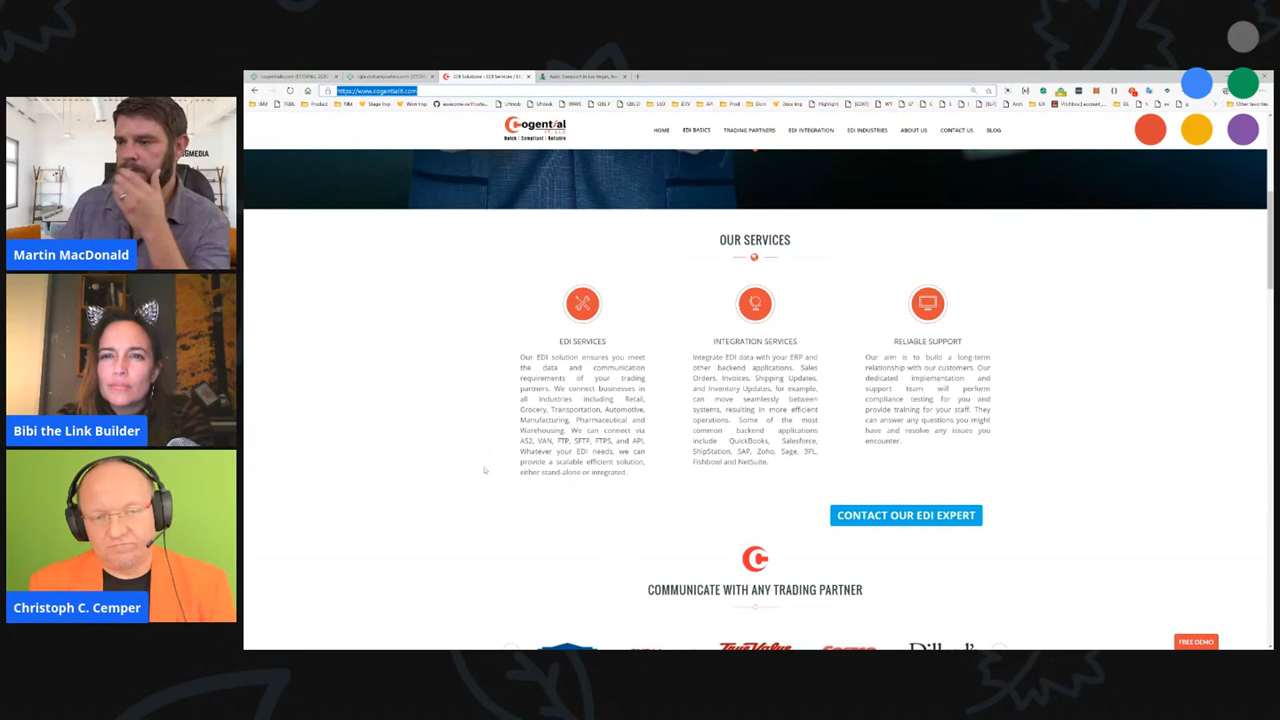 https://www.cogentialit.com
Cogential
IT, LLC
Quick | Compliant | Reliable
HOME
EDI BASICS
TRADING PARTNERS
EDI INTEGRATION
EDI INDUSTRIES
ABOUT US
CONTACT US
BLOG
Martin MacDonald
Bibi the Link Builder
Christoph C. Cemper
OUR SERVICES
EDI SERVICES
Our EDI solution ensures you meet
the data and communication
requirements of your trading
partners. We connect businesses in
all Industries including Retail,
Grocery, Transportation, Automotive,
Manufacturing, Pharmaceutical and
Warehousing. We can connect via
AS2, VAN, FTP, SFTP, FTPS, and API.
Whatever your EDI needs, we can
provide a scalable efficient solution,
either stand-alone or integrated.
INTEGRATION SERVICES
Integrate EDI data with your ERP and
other backend applications. Sales
Orders, Invoices, Shipping Updates,
and Inventory Updates, for example,
can move seamlessly between
systems, resulting in more efficient
operations. Some of the most
common backend applications
include QuickBooks, Salesforce,
ShipStation, SAP, Zoho, Sage, 3PL,
Fishbowl and NetSuite.
RELIABLE SUPPORT
Our aim is to build a long-term
relationship with our customers. Our
dedicated implementation and
support team will perform
compliance testing for you and
provide training for your staff. They
can answer any questions you might
have and resolve any issues you
encounter.
CONTACT OUR EDI EXPERT
COMMUNICATE WITH ANY TRADING PARTNER
True Value
Costco
Dillard's
FREE DEMO